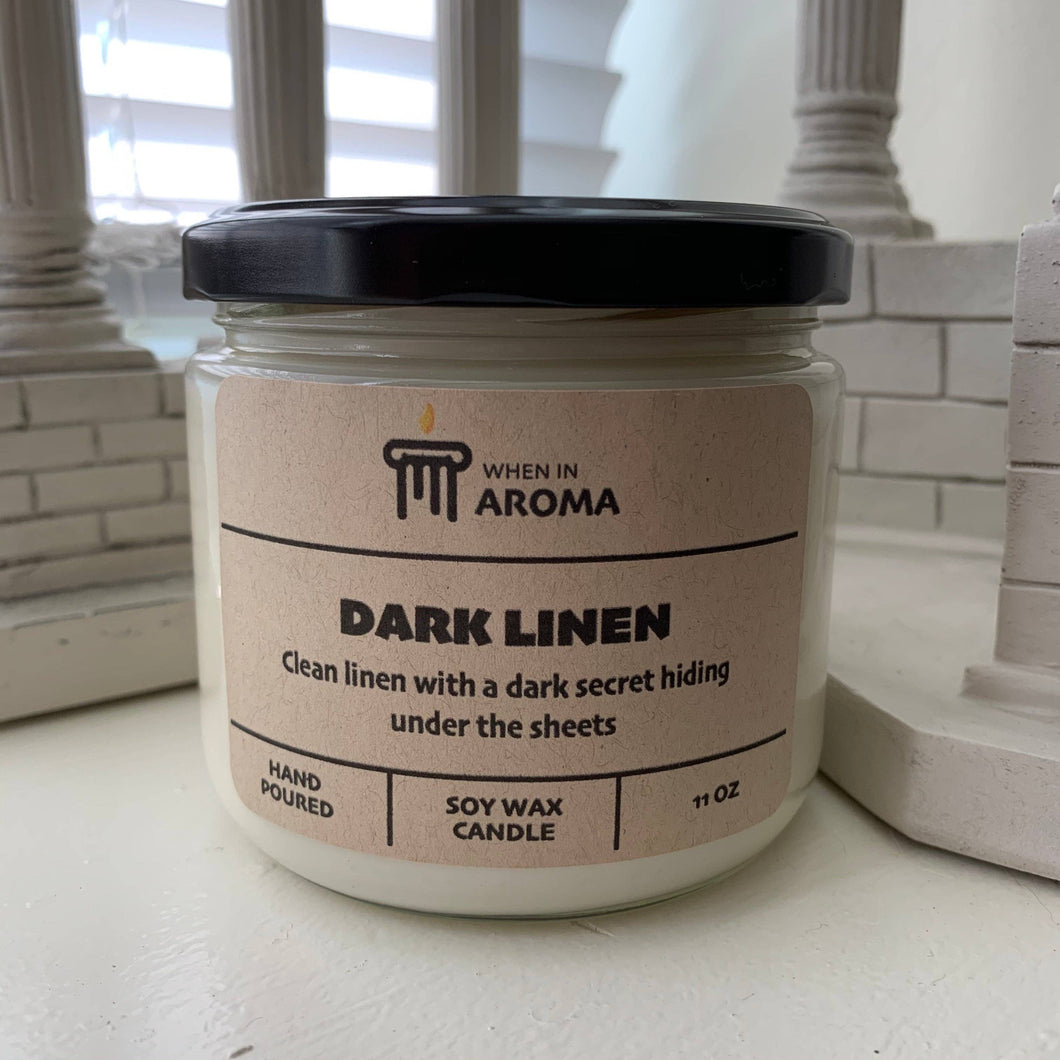 WHEN IN
AROMA
DARK LINEN
Clean linen with a dark secret hiding
under the sheets
HAND
POURED
SOY WAX
CANDLE
11 OZ